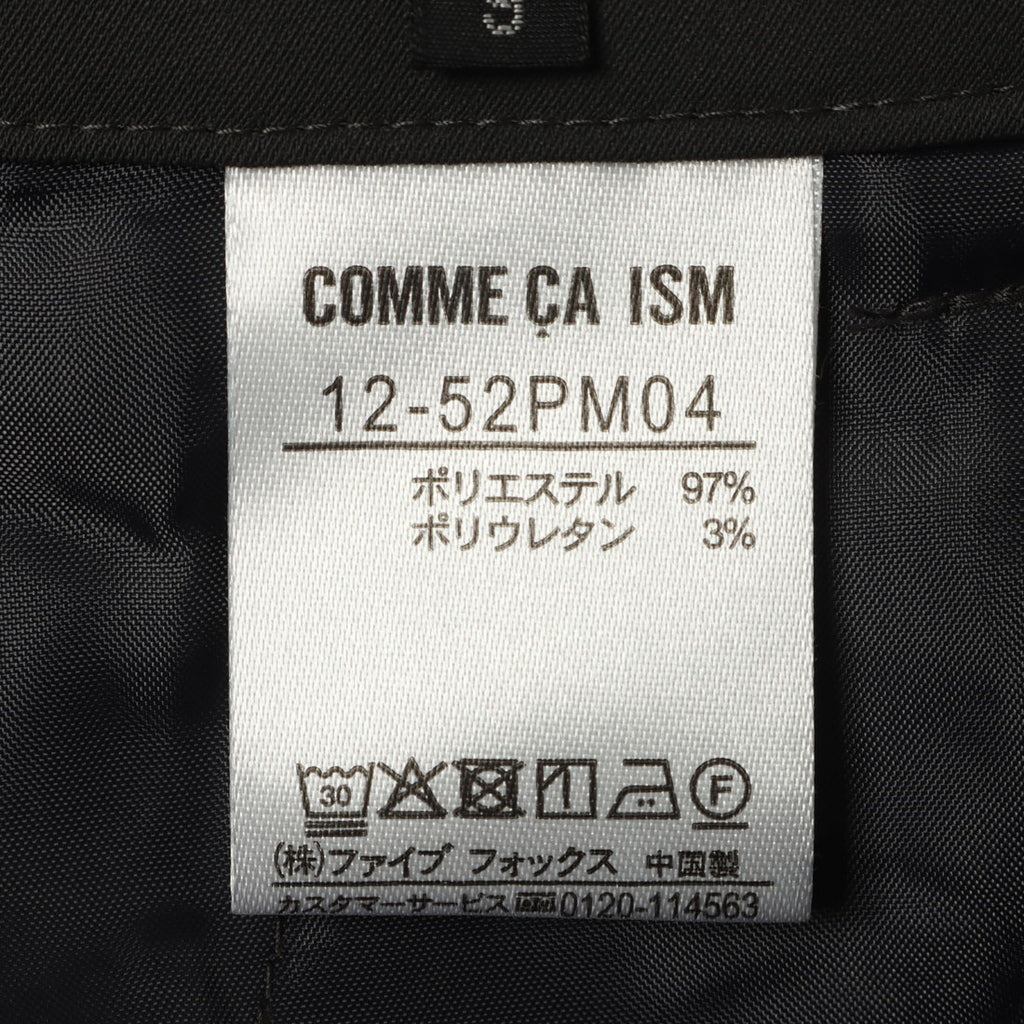 COMME ÇA ISM
12-52PM04
ポリエステル 97%
ポリウレタン 3%
30 F
(株)ファイブ フォックス 中国製
カスタマーサービス 0120-114563